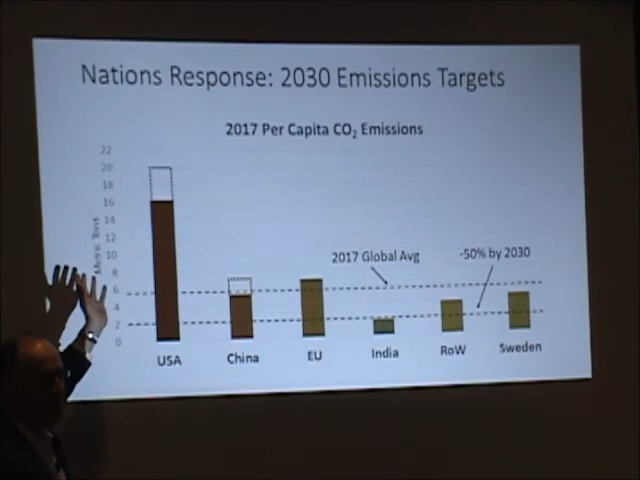 Nations Response: 2030 Emissions Targets
2017 Per Capita CO₂ Emissions
22
20
18
16
14
12
10
8
6
4
2
0
Metric Tons
2017 Global Avg
-50% by 2030
USA
China
EU
India
RoW
Sweden